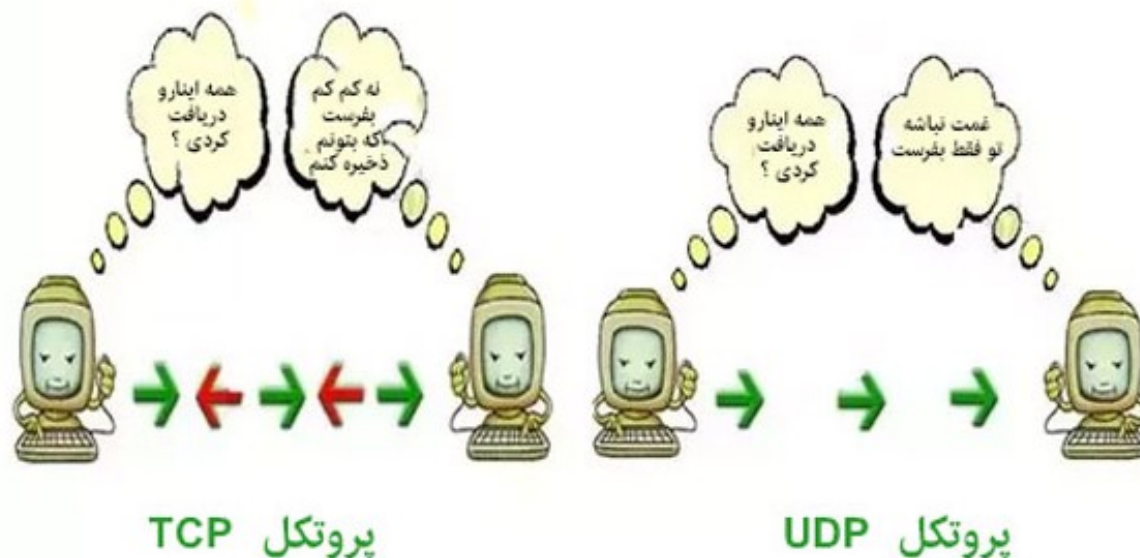 همه اینارو
دریافت
کردی ؟
نه کم کم
بفرست
که بتونم
ذخیره کنم
همه اینارو
دریافت
کردی ؟
غمت نباشه
تو فقط بفرست
پروتکل TCP
پروتکل UDP